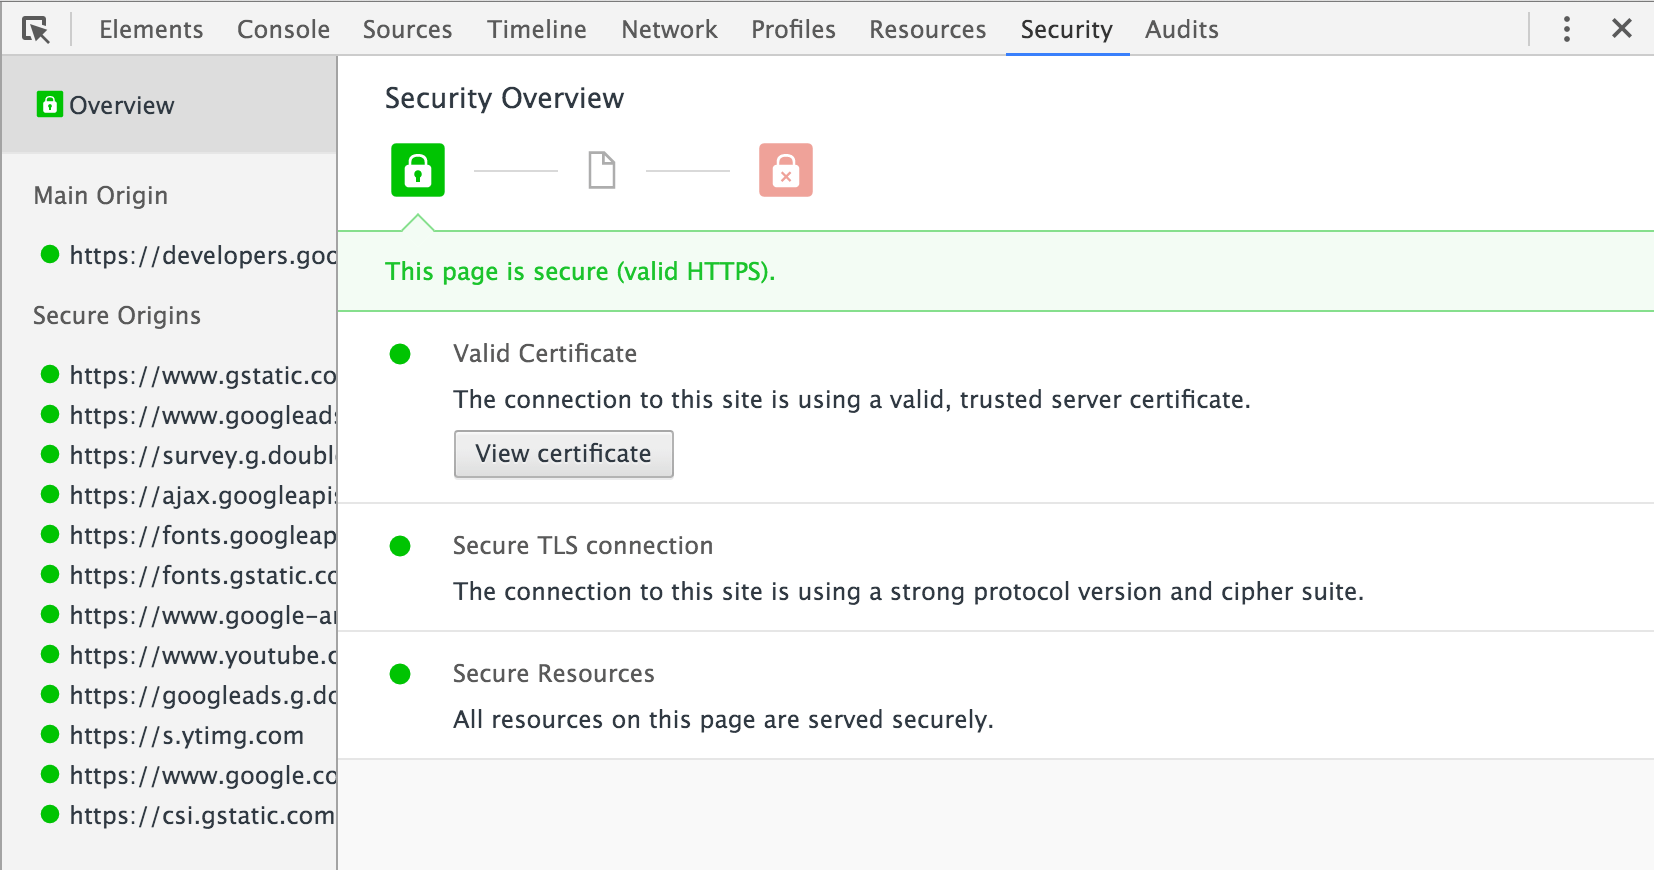 Elements Console Sources Timeline Network Profiles Resources Security Audits
Overview
Main Origin
https://developers.goo
Secure Origins
https://www.gstatic.co
https://www.googleads
https://survey.g.doubl
https://ajax.googleapis
https://fonts.googleap
https://fonts.gstatic.co
https://www.google-an
https://www.youtube.c
https://googleads.g.do
https://s.ytimg.com
https://www.google.co
https://csi.gstatic.com
Security Overview
This page is secure (valid HTTPS).
Valid Certificate
The connection to this site is using a valid, trusted server certificate.
View certificate
Secure TLS connection
The connection to this site is using a strong protocol version and cipher suite.
Secure Resources
All resources on this page are served securely.